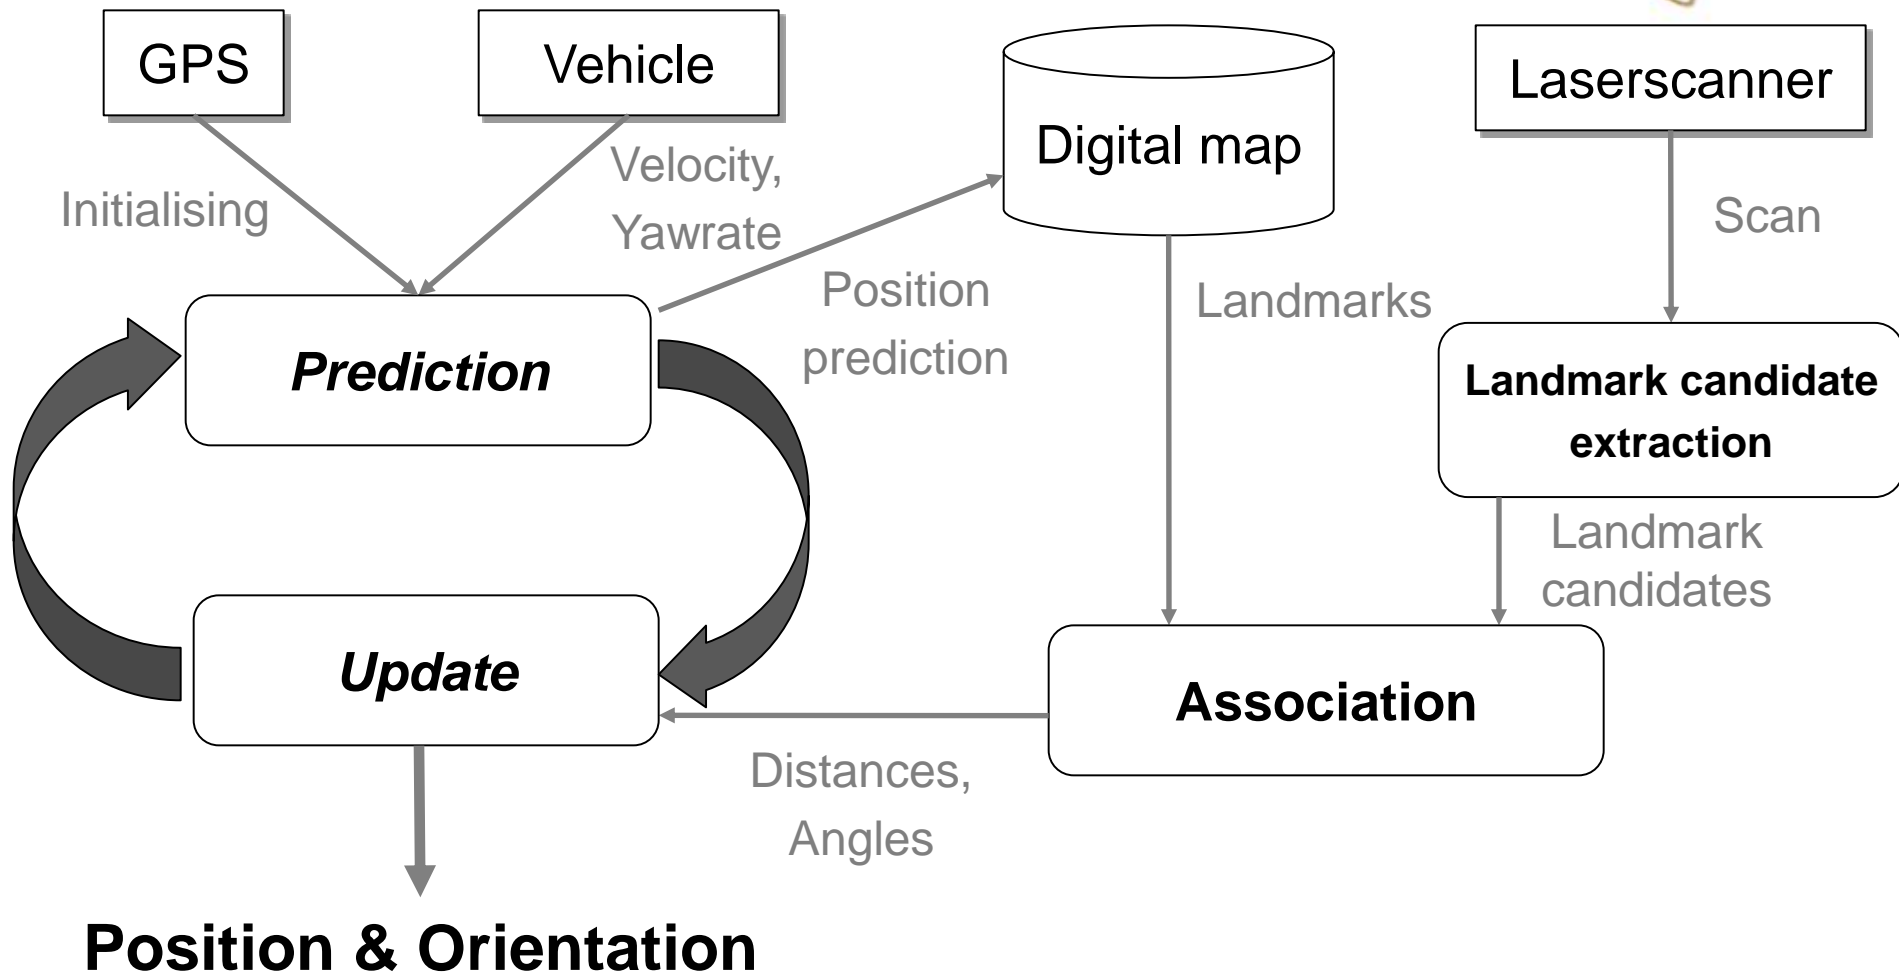 GPS
Vehicle
Digital map
Laserscanner
Initialising
Velocity,
Yawrate
Position
prediction
Landmarks
Scan
Prediction
Landmark candidate
extraction
Landmark
candidates
Update
Association
Distances,
Angles
Position & Orientation